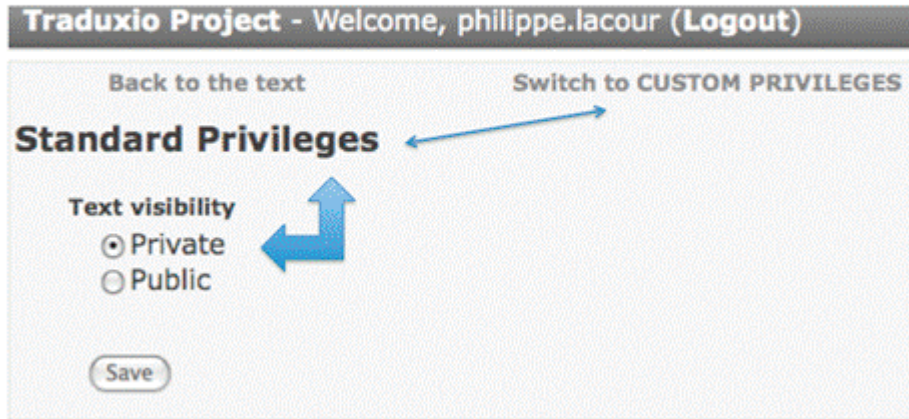 Traduxio Project - Welcome, philippe.lacour (Logout)
Back to the text Switch to CUSTOM PRIVILEGES
Standard Privileges
Text visibility
Private
Public
Save